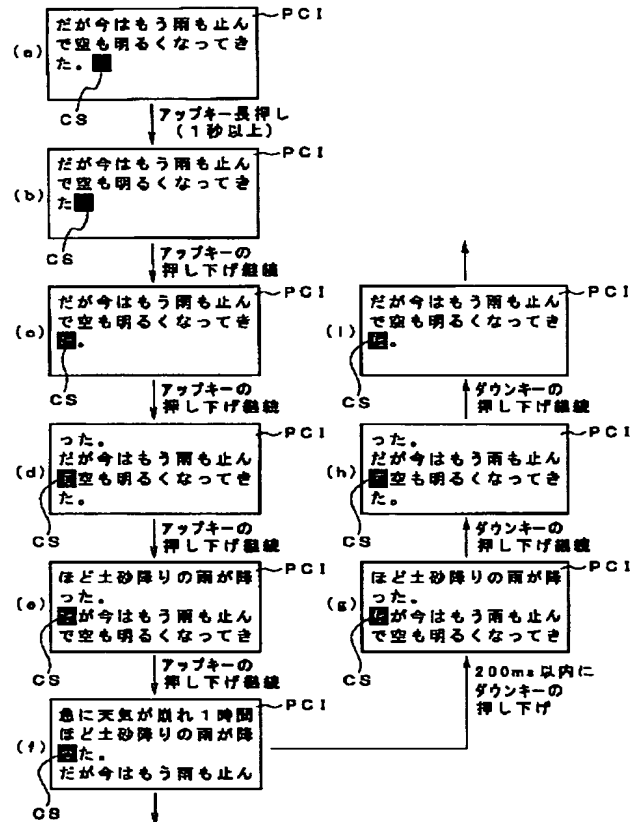 (a)
だが今はもう雨も止ん
で空も明るくなってき
た。
PCI
CS
アップキー長押し
(1秒以上)
(b)
だが今はもう雨も止ん
で空も明るくなってき
た
PCI
CS
アップキーの
押し下げ継続
(c)
だが今はもう雨も止ん
で空も明るくなってき
。
PCI
CS
アップキーの
押し下げ継続
(d)
った。
だが今はもう雨も止ん
空も明るくなってき
た。
PCI
CS
アップキーの
押し下げ継続
(e)
ほど土砂降りの雨が降
った。
が今はもう雨も止ん
で空も明るくなってき
PCI
CS
アップキーの
押し下げ継続
(f)
急に天気が崩れ1時間
ほど土砂降りの雨が降
た。
だが今はもう雨も止ん
PCI
CS
(i)
だが今はもう雨も止ん
で空も明るくなってき
。
PCI
CS
ダウンキーの
押し下げ継続
(h)
った。
だが今はもう雨も止ん
空も明るくなってき
た。
PCI
CS
ダウンキーの
押し下げ継続
(g)
ほど土砂降りの雨が降
った。
が今はもう雨も止ん
で空も明るくなってき
PCI
CS
200ms以内に
ダウンキーの
押し下げ